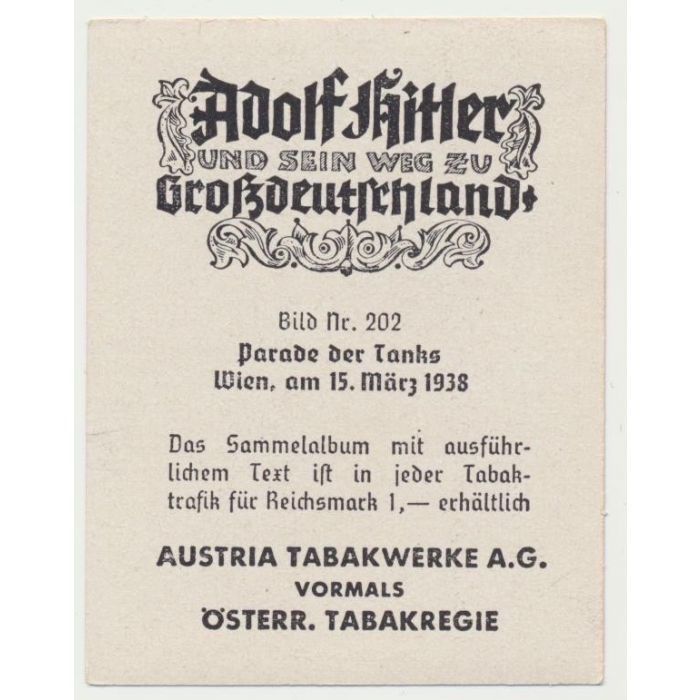 Adolf Hitler
UND SEIN WEG ZU
Großdeutschland
Bild Nr. 202
Parade der Tanks
Wien, am 15. März 1938
Das Sammelalbum mit ausführ-
lichem Text ist in jeder Tabak-
trafik für Reichsmark 1,— erhältlich
AUSTRIA TABAKWERKE A.G.
VORMALS
ÖSTERR. TABAKREGIE